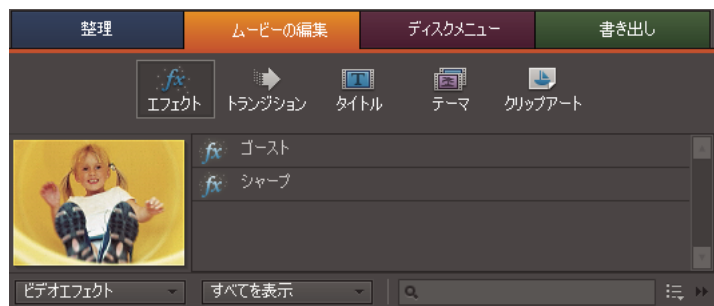 整理 ムービーの編集 ディスクメニュー 書き出し
fx T
エフェクト トランジション タイトル テーマ クリップアート
fx ゴースト
fx シャープ
ビデオエフェクト すべてを表示